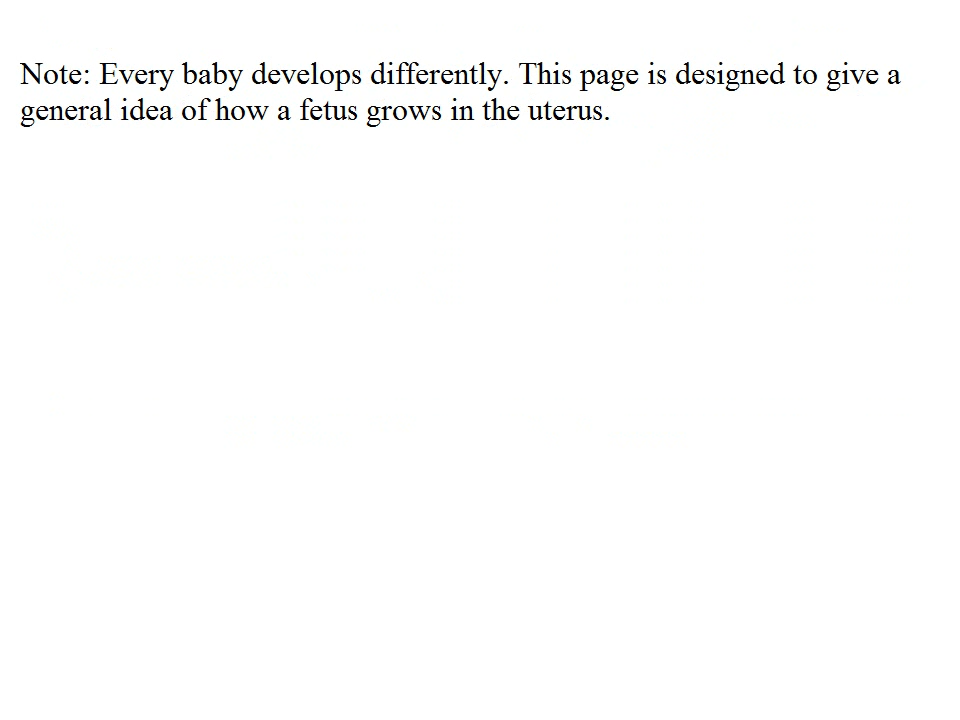 Note: Every baby develops differently. This page is designed to give a
general idea of how a fetus grows in the uterus.